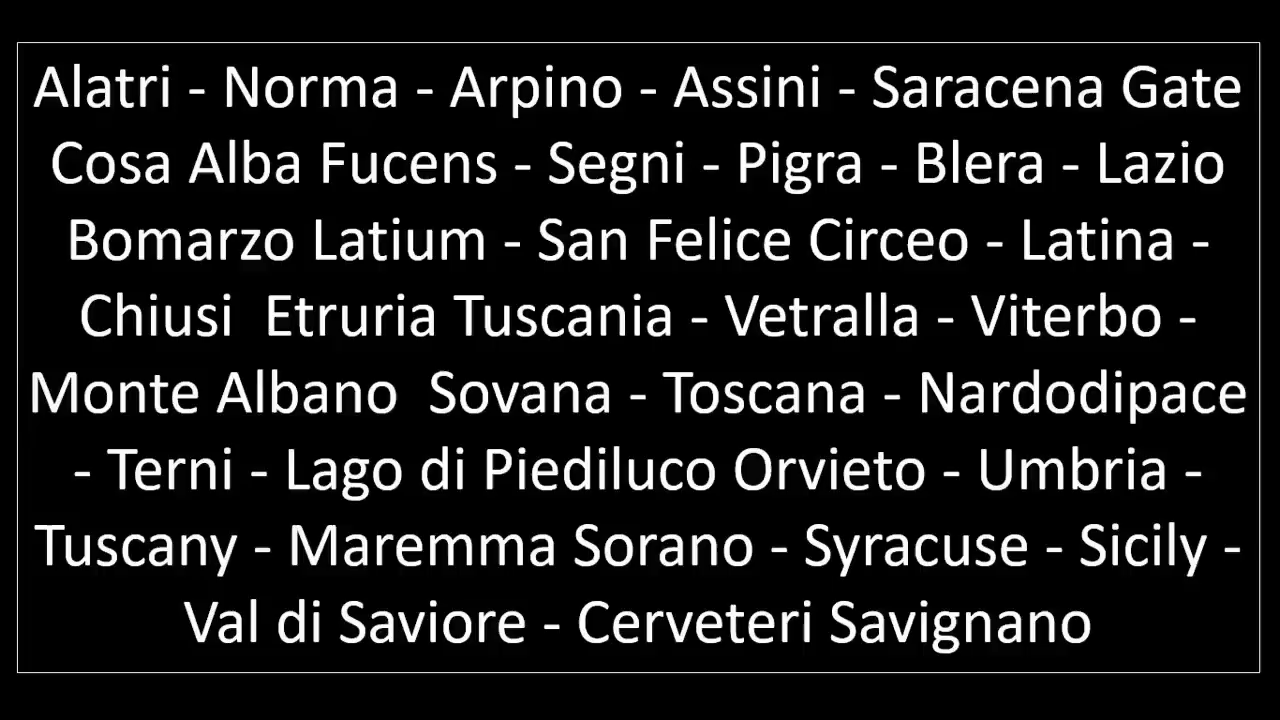 Alatri - Norma - Arpino - Assini - Saracena Gate
Cosa Alba Fucens - Segni - Pigra - Blera - Lazio
Bomarzo Latium - San Felice Circeo - Latina -
Chiusi  Etruria Tuscania - Vetralla - Viterbo -
Monte Albano  Sovana - Toscana - Nardodipace
- Terni - Lago di Piediluco Orvieto - Umbria -
Tuscany - Maremma Sorano - Syracuse - Sicily -
Val di Saviore - Cerveteri Savignano